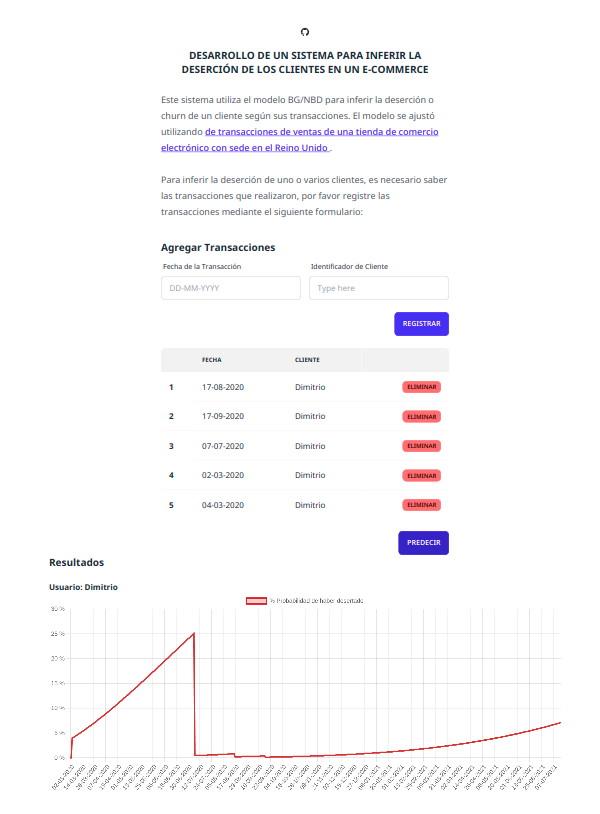 DESARROLLO DE UN SISTEMA PARA INFERIR LA
DESERCIÓN DE LOS CLIENTES EN UN E-COMMERCE
Este sistema utiliza el modelo BG/NBD para inferir la deserción o
churn de un cliente según sus transacciones. El modelo se ajustó
utilizando de transacciones de ventas de una tienda de comercio
electrónico con sede en el Reino Unido .
Para inferir la deserción de uno o varios clientes, es necesario saber
las transacciones que realizaron, por favor registre las
transacciones mediante el siguiente formulario:
Agregar Transacciones
Fecha de la Transacción Identificador de Cliente
DD-MM-YYYY Type here
REGISTRAR
FECHA CLIENTE
1 17-08-2020 Dimitrio ELIMINAR
2 17-09-2020 Dimitrio ELIMINAR
3 07-07-2020 Dimitrio ELIMINAR
4 02-03-2020 Dimitrio ELIMINAR
5 04-03-2020 Dimitrio ELIMINAR
PREDECIR
Resultados
Usuario: Dimitrio
% Probabilidad de haber desertado
30 %
25 %
20 %
15 %
10 %
5 %
0 %